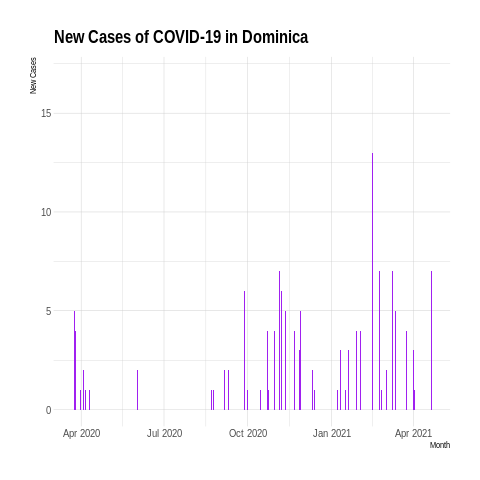 New Cases of COVID-19 in Dominica
New Cases
15
10
5
0
Apr 2020 Jul 2020 Oct 2020 Jan 2021 Apr 2021
Month